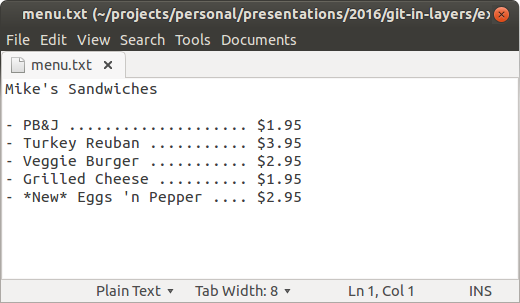 menu.txt (~/projects/personal/presentations/2016/git-in-layers/ex
File Edit View Search Tools Documents
menu.txt
Mike's Sandwiches
- PB&J .................... $1.95
- Turkey Reuban ........... $3.95
- Veggie Burger ........... $2.95
- Grilled Cheese .......... $1.95
- *New* Eggs 'n Pepper .... $2.95
Plain Text Tab Width: 8 Ln 1, Col 1 INS